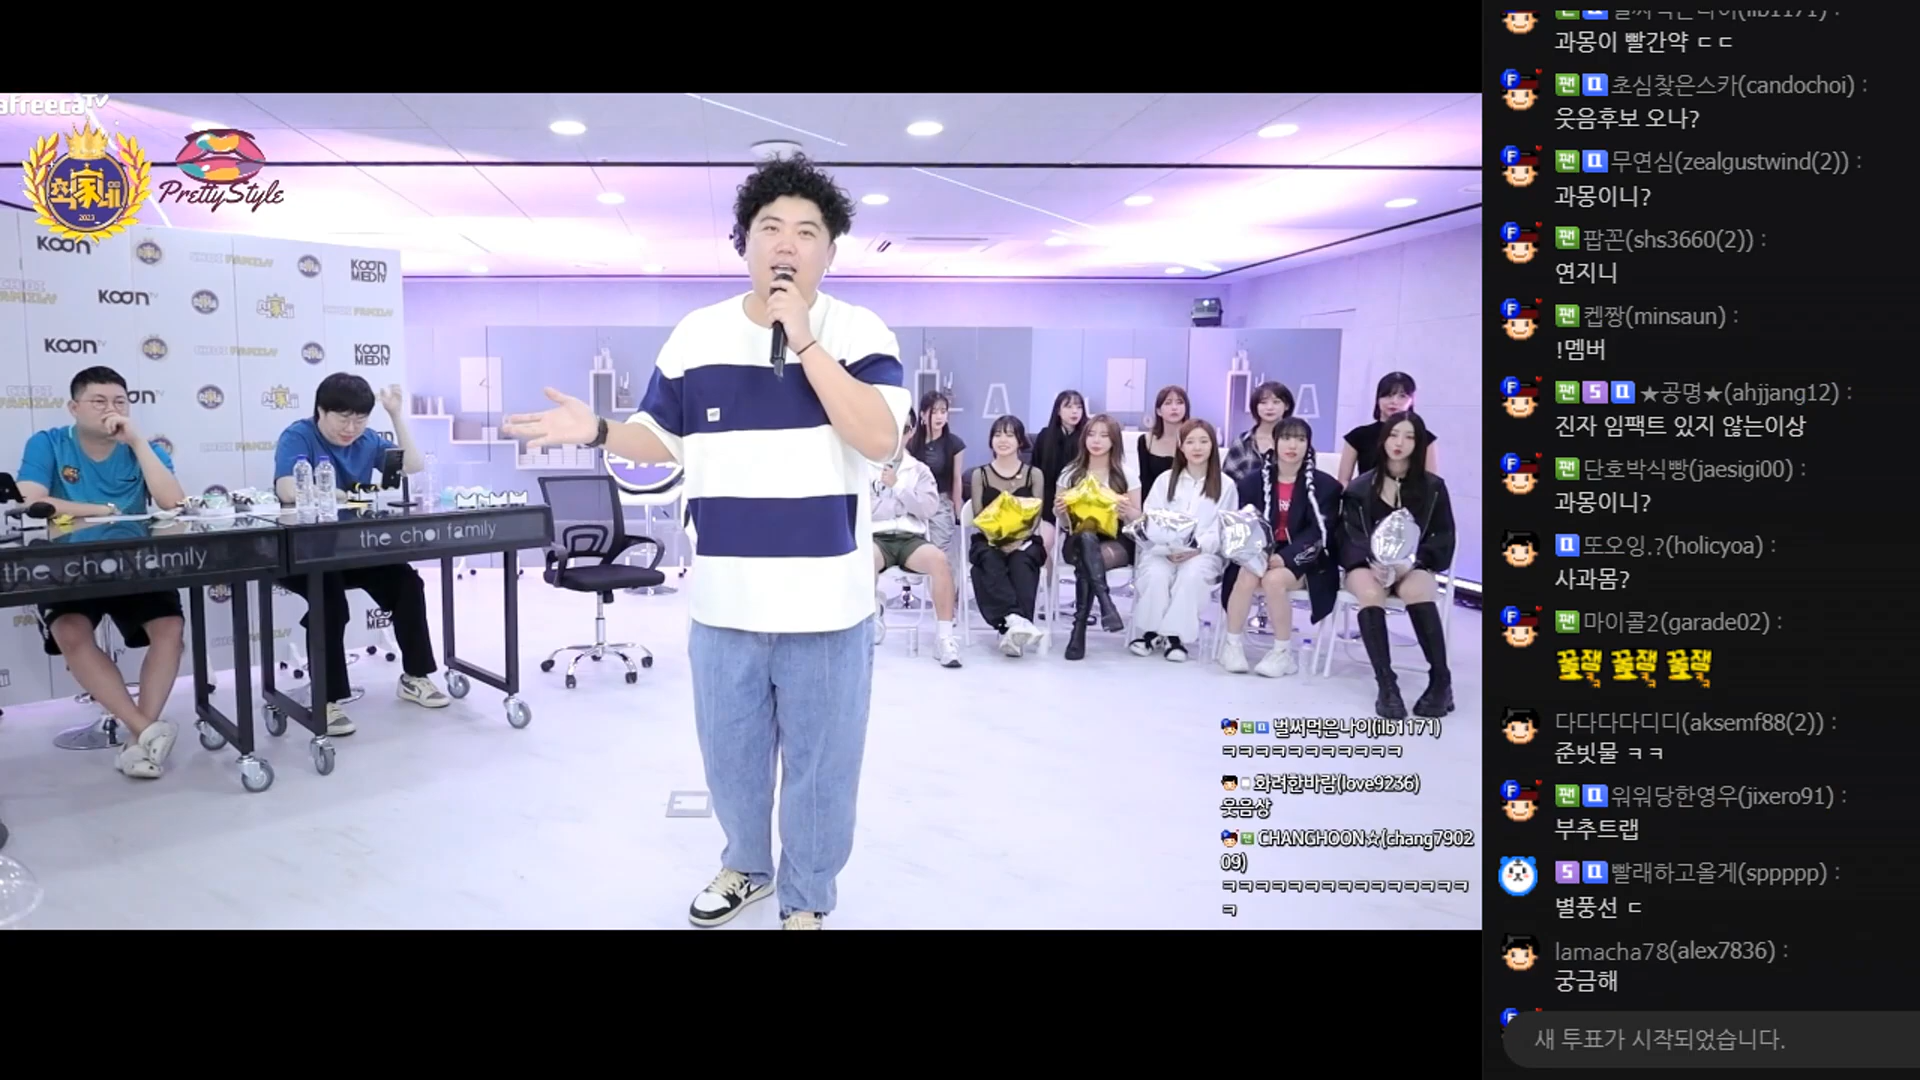 afreecaTV
PrettyStyle
2023
KOON
KOON
KOON
MEDIA
KOON
KOON
MEDIA
the choi family
the choi family
벌써먹은나이(ilb1171)
ㅋㅋㅋㅋㅋㅋㅋㅋㅋㅋㅋ
화려한바람(love9236)
웃음상
CHANGHOON☆(chang7902
09)
ㅋㅋㅋㅋㅋㅋㅋㅋㅋㅋㅋㅋㅋㅋㅋ
ㅋ
과몽이 빨간약 ㄷㄷ
팬 초심찾은스카(candochoi) :
웃음후보 오나?
팬 무연심(zealgustwind(2)) :
과몽이니?
팬 팝꼰(shs3660(2)) :
연지니
팬 켑짱(minsaun) :
!멤버
팬 S ★공명★(ahjjang12) :
진자 임팩트 있지 않는이상
팬 단호박식빵(jaesigi00) :
과몽이니?
또오잉.?(holicyoa) :
사과몸?
팬 마이콜2(garade02) :
꿀잼 꿀잼 꿀잼
다다다다디디(aksemf88(2)) :
준빗물 ㅋㅋ
팬 워워당한영우(jixero91) :
부추트랩
S 빨래하고올게(sppppp) :
별풍선 ㄷ
lamacha78(alex7836) :
궁금해
새 투표가 시작되었습니다.